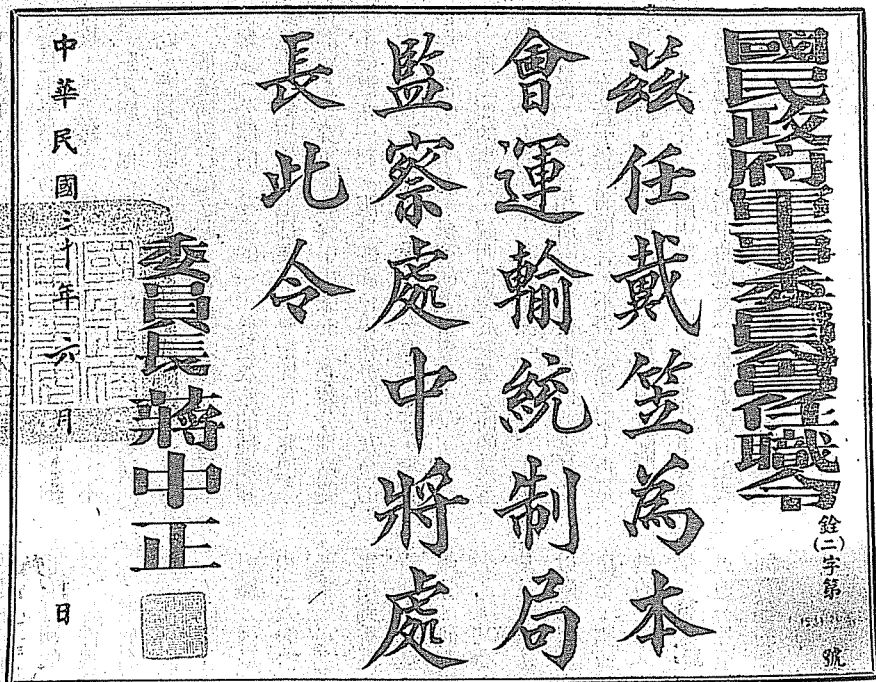 國民政府軍事委員會任職令
銓(二)字第 號
茲任戴笠為本
會運輸統制局
監察處中將處
長此令
委員長蔣中正
中華民國三十年六月 日